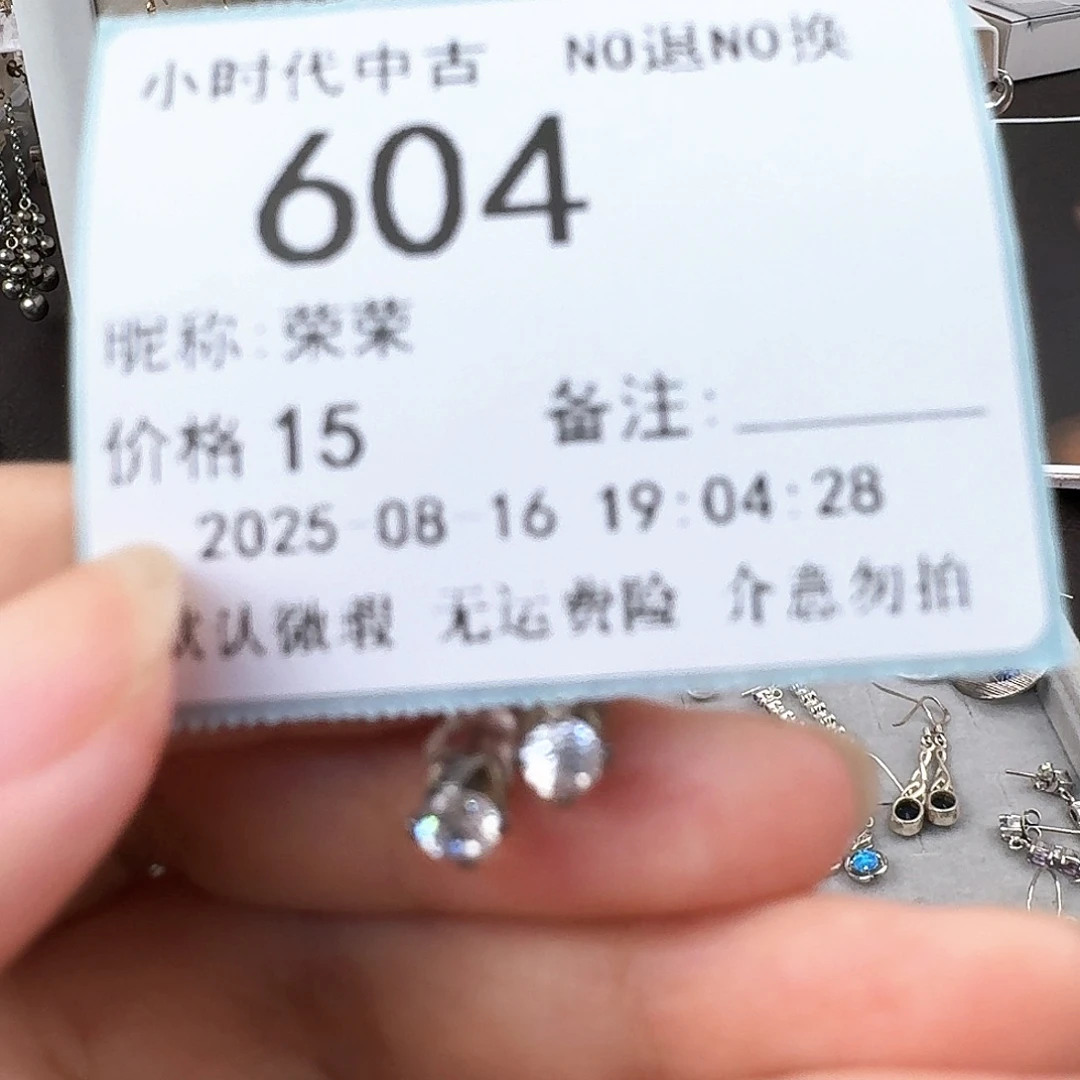 小时代中古 NO退NO换
604
昵称:荣荣
价格 15 备注:
2025-08-16 19:04:28
默认微瑕 无运费险 介意勿拍